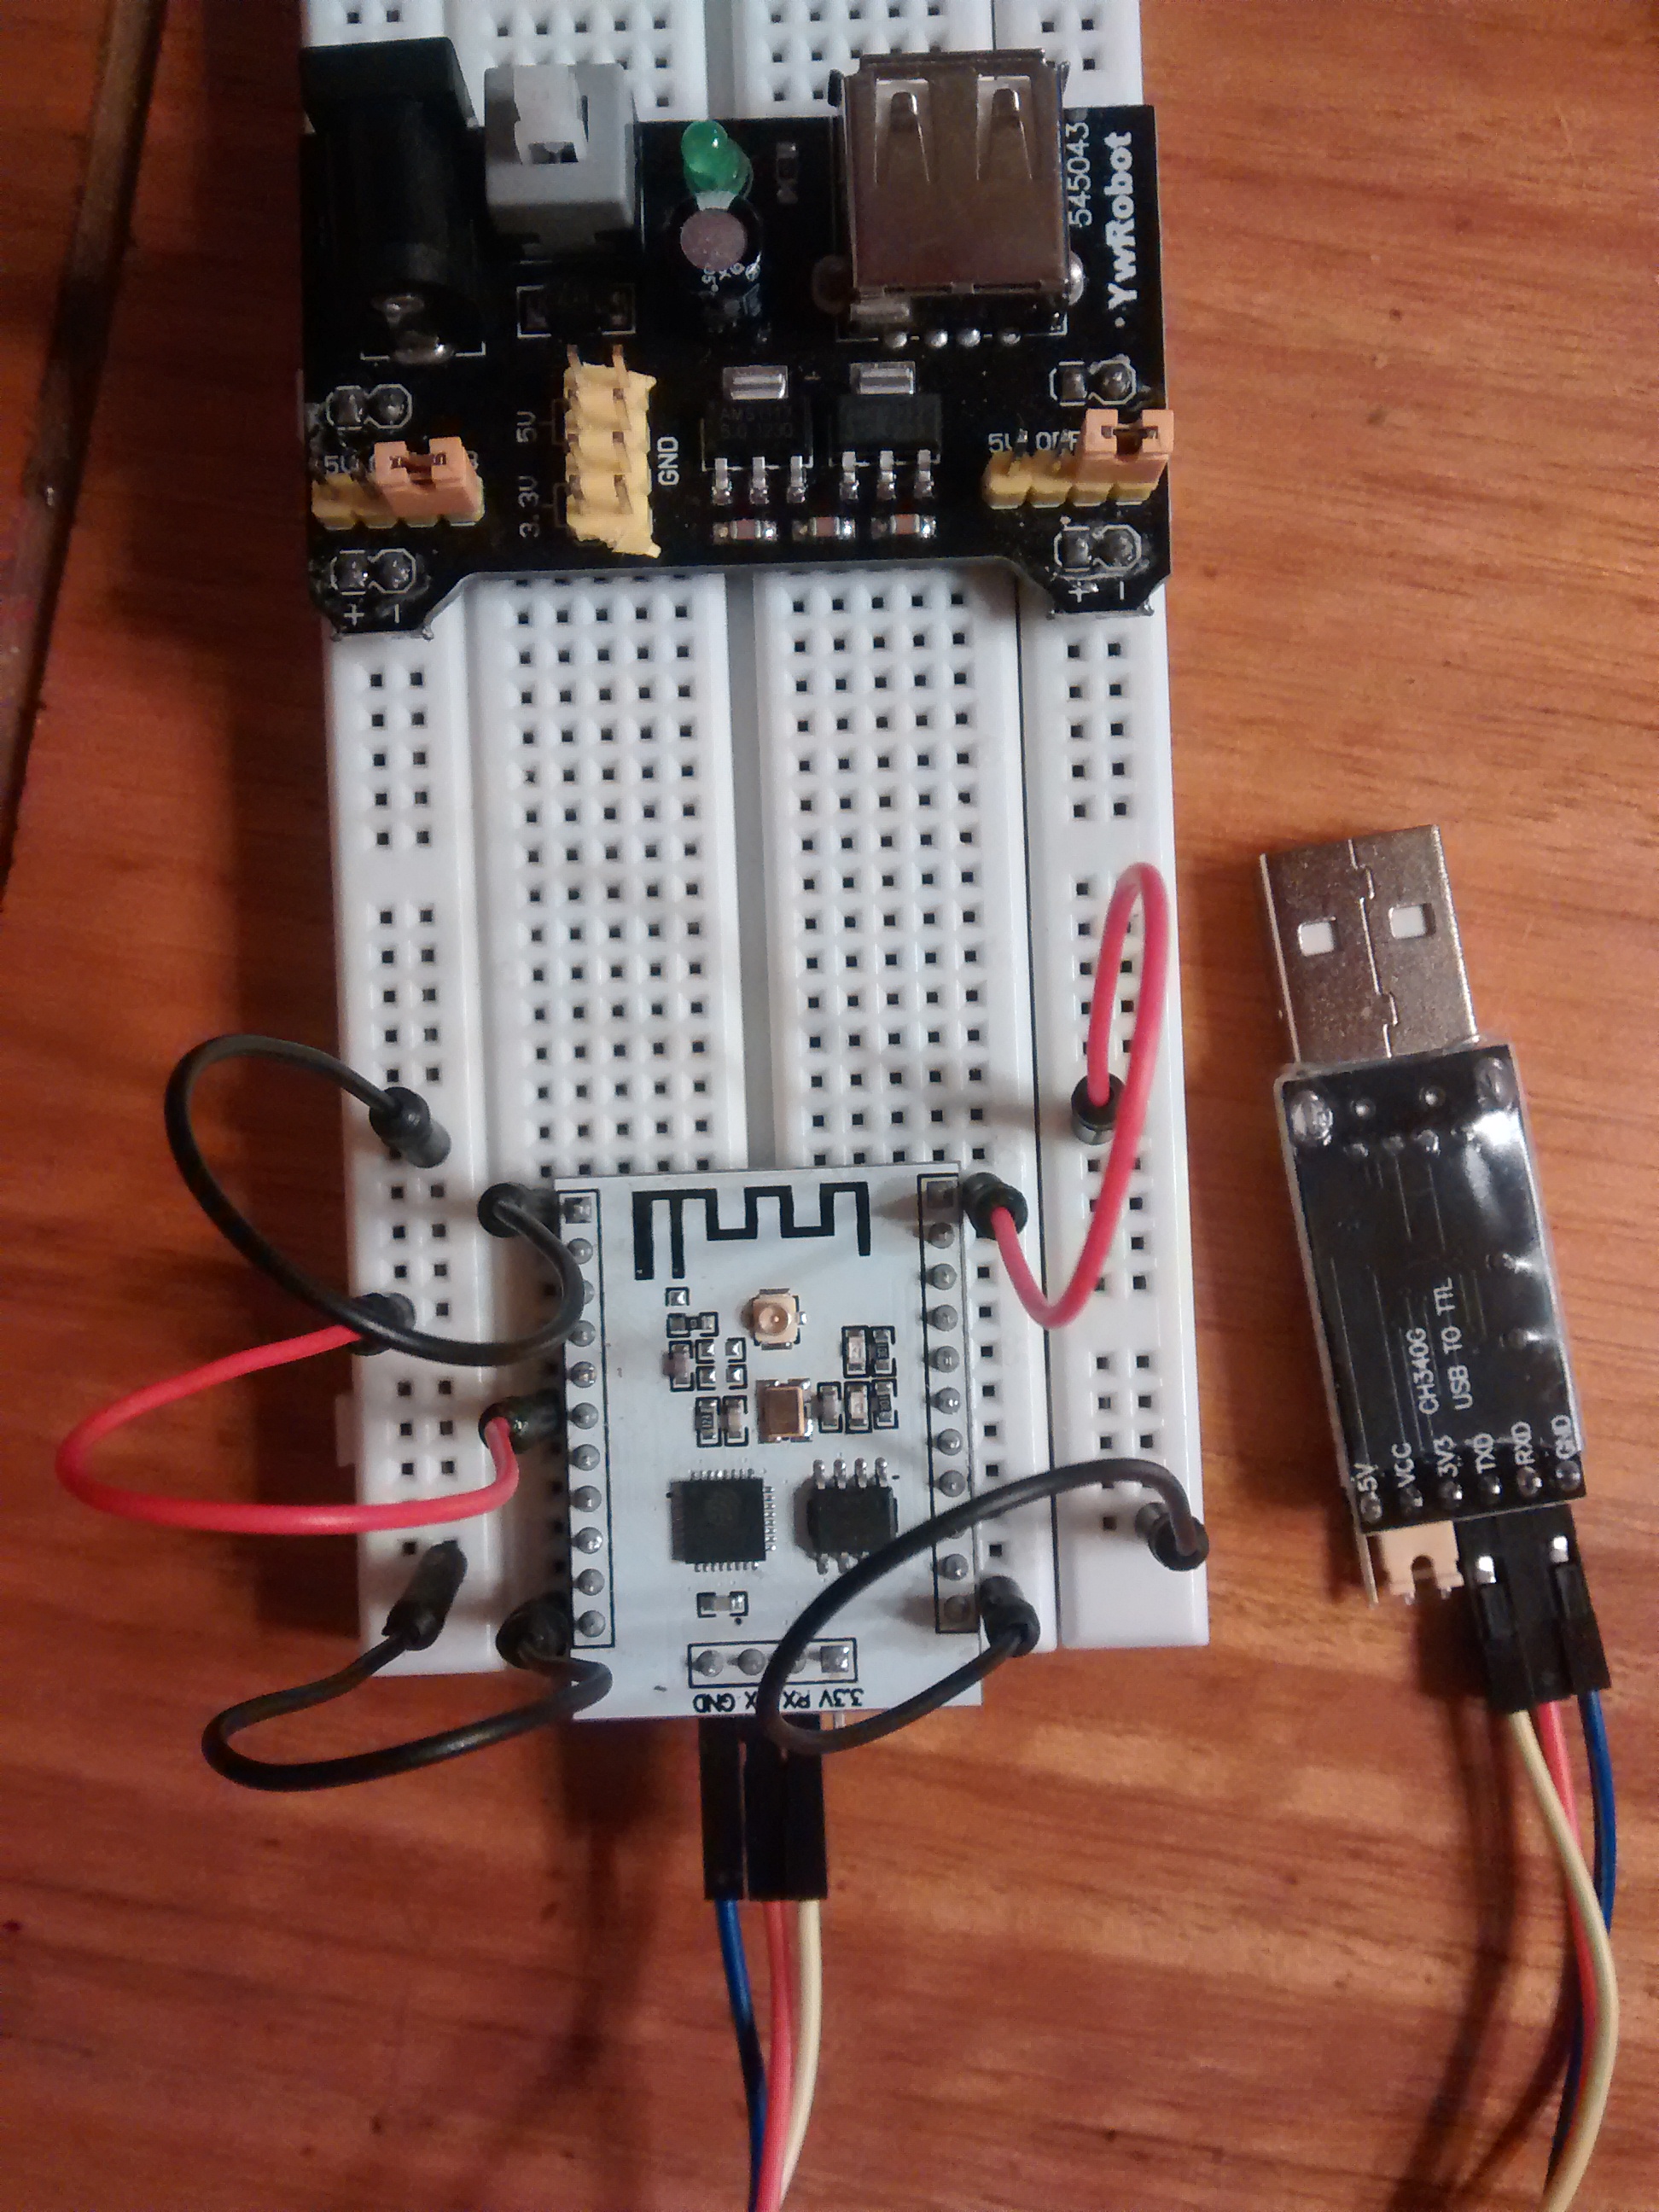 545043
YwRobot
5V
3.3V
GND
5V
5V OFF
+ -
+ -
GND
RX
3.3V
CH340G
USB TO TTL
5V
VCC
3V3
TXD
RXD
GND